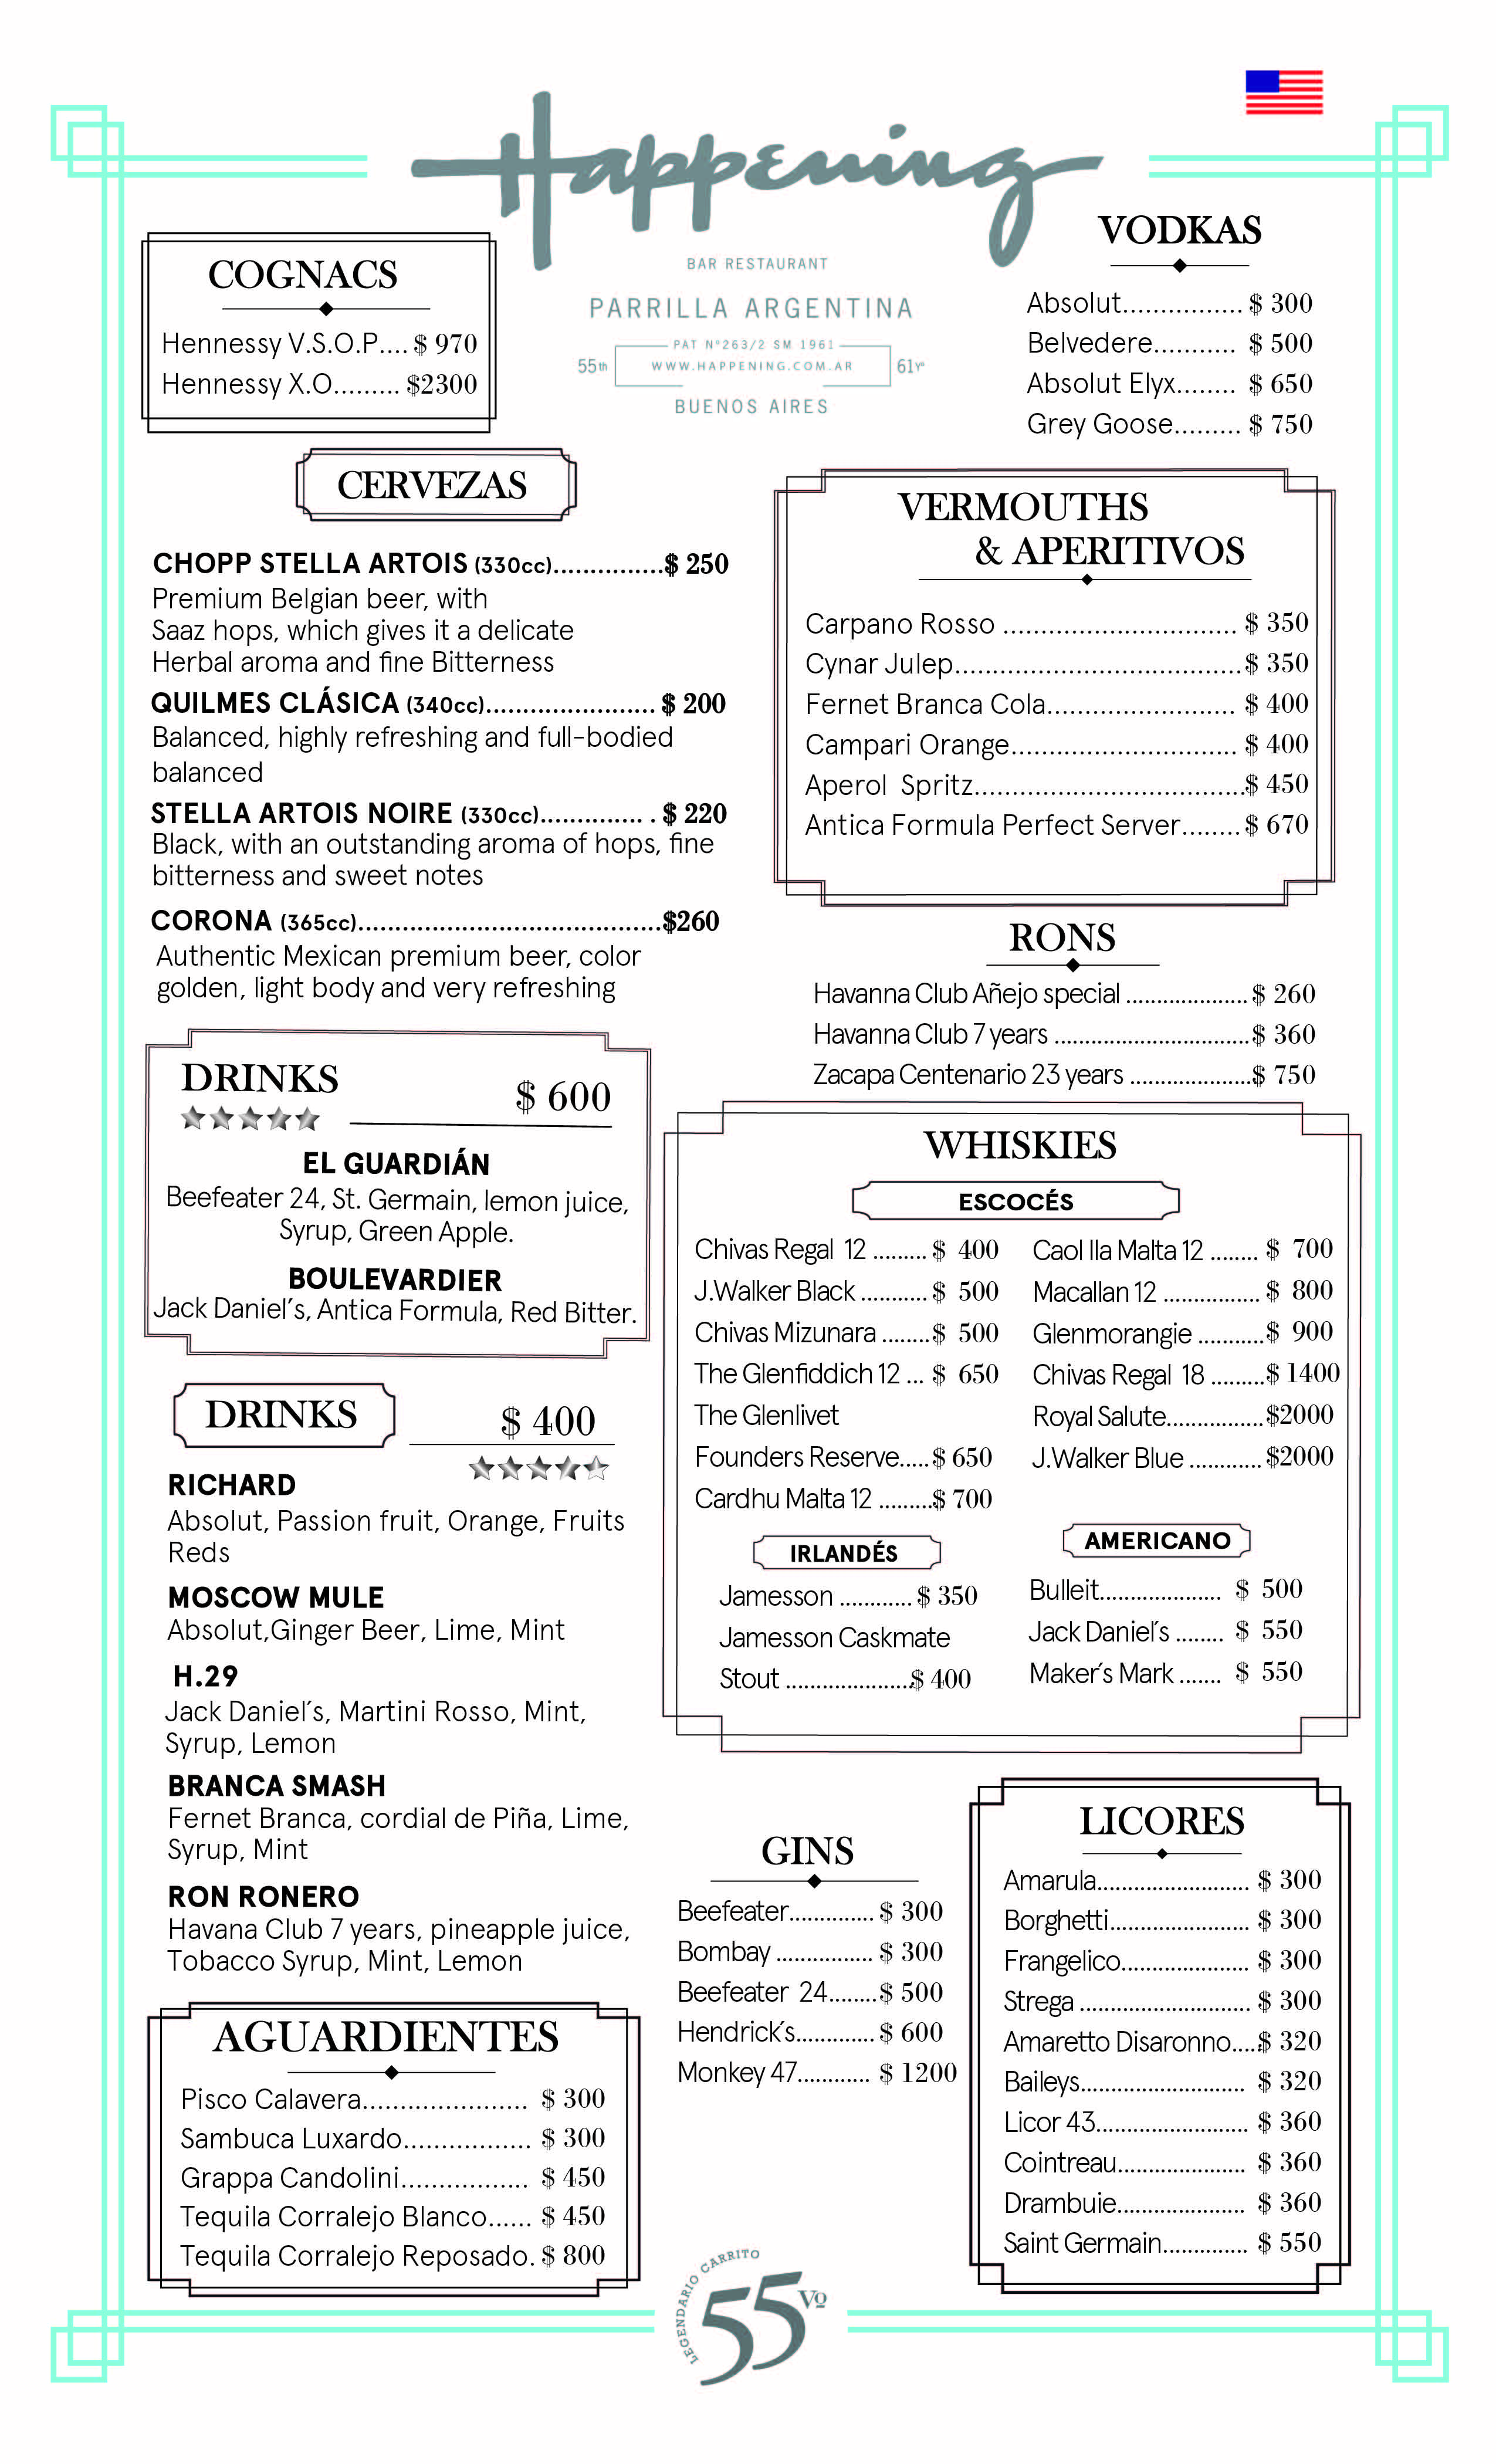 Happening
BAR RESTAURANT
PARRILLA ARGENTINA
PAT Nº263/2 SM 1961
55th WWW.HAPPENING.COM.AR 61yº
BUENOS AIRES
COGNACS
Hennessy V.S.O.P.... $ 970
Hennessy X.O......... $2300
VODKAS
Absolut................ $ 300
Belvedere........... $ 500
Absolut Elyx........ $ 650
Grey Goose......... $ 750
CERVEZAS
CHOPP STELLA ARTOIS (330cc)...............$ 250
Premium Belgian beer, with
Saaz hops, which gives it a delicate
Herbal aroma and fine Bitterness
QUILMES CLÁSICA (340cc)....................... $ 200
Balanced, highly refreshing and full-bodied
balanced
STELLA ARTOIS NOIRE (330cc).............. . $ 220
Black, with an outstanding aroma of hops, fine
bitterness and sweet notes
CORONA (365cc).........................................$260
Authentic Mexican premium beer, color
golden, light body and very refreshing
VERMOUTHS
& APERITIVOS
Carpano Rosso ............................... $ 350
Cynar Julep......................................$ 350
Fernet Branca Cola......................... $ 400
Campari Orange.............................. $ 400
Aperol Spritz....................................$ 450
Antica Formula Perfect Server........$ 670
RONS
Havanna Club Añejo special ....................$ 260
Havanna Club 7 years ................................$ 360
Zacapa Centenario 23 years ....................$ 750
DRINKS
$ 600
EL GUARDIÁN
Beefeater 24, St. Germain, lemon juice,
Syrup, Green Apple.
BOULEVARDIER
Jack Daniel's, Antica Formula, Red Bitter.
WHISKIES
ESCOCÉS
Chivas Regal 12 ......... $ 400
J.Walker Black ........... $ 500
Chivas Mizunara ........$ 500
The Glenfiddich 12 ... $ 650
The Glenlivet
Founders Reserve.....$ 650
Cardhu Malta 12 .........$ 700
Caol Ila Malta 12 ........ $ 700
Macallan 12 ................ $ 800
Glenmorangie ...........$ 900
Chivas Regal 18 .........$ 1400
Royal Salute................$2000
J.Walker Blue ............$2000
IRLANDÉS
Jamesson ............ $ 350
Jamesson Caskmate
Stout .....................$ 400
AMERICANO
Bulleit.................... $ 500
Jack Daniel´s ........ $ 550
Maker´s Mark ....... $ 550
DRINKS
$ 400
RICHARD
Absolut, Passion fruit, Orange, Fruits
Reds
MOSCOW MULE
Absolut,Ginger Beer, Lime, Mint
H.29
Jack Daniel´s, Martini Rosso, Mint,
Syrup, Lemon
BRANCA SMASH
Fernet Branca, cordial de Piña, Lime,
Syrup, Mint
RON RONERO
Havana Club 7 years, pineapple juice,
Tobacco Syrup, Mint, Lemon
AGUARDIENTES
Pisco Calavera...................... $ 300
Sambuca Luxardo................. $ 300
Grappa Candolini................. $ 450
Tequila Corralejo Blanco...... $ 450
Tequila Corralejo Reposado. $ 800
GINS
Beefeater.............. $ 300
Bombay ................ $ 300
Beefeater 24........$ 500
Hendrick´s............. $ 600
Monkey 47............ $ 1200
LICORES
Amarula......................... $ 300
Borghetti....................... $ 300
Frangelico..................... $ 300
Strega ............................ $ 300
Amaretto Disaronno.....$ 320
Baileys........................... $ 320
Licor 43......................... $ 360
Cointreau..................... $ 360
Drambuie..................... $ 360
Saint Germain.............. $ 550
LEGENDARIO CARRITO
55 Vº